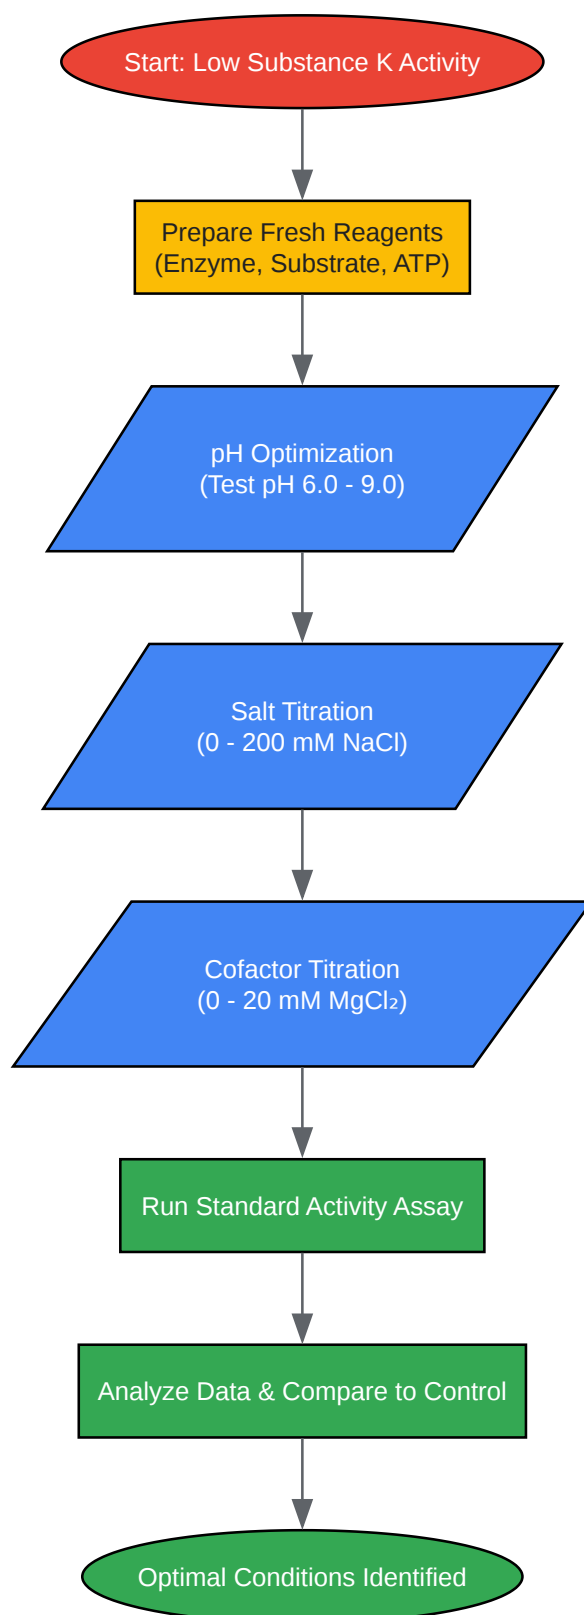 Start: Low Substance K Activity
Prepare Fresh Reagents
(Enzyme, Substrate, ATP)
pH Optimization
(Test pH 6.0 - 9.0)
Salt Titration
(0 - 200 mM NaCl)
Cofactor Titration
(0 - 20 mM MgCl₂)
Run Standard Activity Assay
Analyze Data & Compare to Control
Optimal Conditions Identified